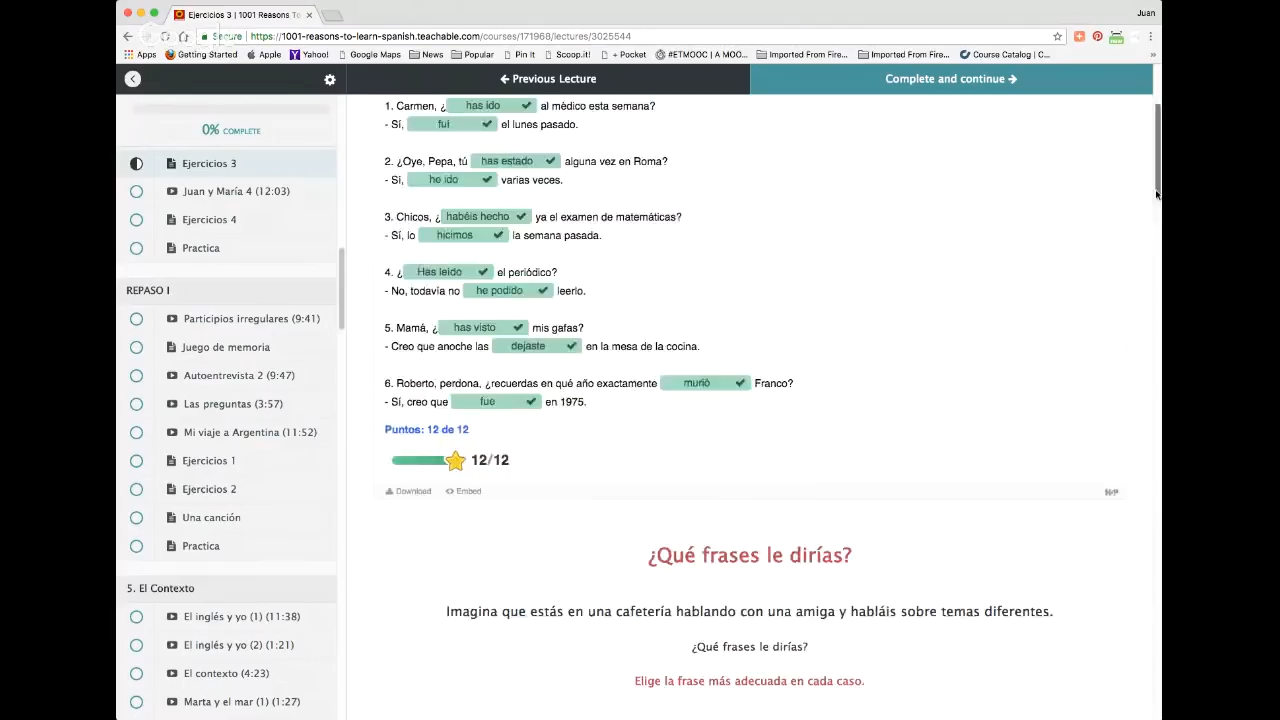 Ejercicios 3 | 1001 Reasons To
Juan
Secure
https://1001-reasons-to-learn-spanish.teachable.com/courses/171968/lectures/3025544
Apps Getting Started Apple Yahoo! Google Maps News Popular Pin It Scoop.it! + Pocket #ETMOOC ( A MOO... Imported From Fire... Imported From Fire... Course Catalog | C... »
← Previous Lecture
Complete and continue →
0% COMPLETE
Ejercicios 3
Juan y María 4 (12:03)
Ejercicios 4
Practica
REPASO I
Participios irregulares (9:41)
Juego de memoria
Autoentrevista 2 (9:47)
Las preguntas (3:57)
Mi viaje a Argentina (11:52)
Ejercicios 1
Ejercicios 2
Una canción
Practica
5. El Contexto
El inglés y yo (1) (11:38)
El inglés y yo (2) (1:21)
El contexto (4:23)
Marta y el mar (1) (1:27)
1. Carmen, ¿ has ido al médico esta semana?
- Sí, fui el lunes pasado.
2. ¿Oye, Pepa, tú has estado alguna vez en Roma?
- Sí, he ido varias veces.
3. Chicos, ¿ habéis hecho ya el examen de matemáticas?
- Sí, lo hicimos la semana pasada.
4. ¿ Has leído el periódico?
- No, todavía no he podido leerlo.
5. Mamá, ¿ has visto mis gafas?
- Creo que anoche las dejaste en la mesa de la cocina.
6. Roberto, perdona, ¿recuerdas en qué año exactamente murió Franco?
- Sí, creo que fue en 1975.
Puntos: 12 de 12
12/12
Download Embed
¿Qué frases le dirías?
Imagina que estás en una cafetería hablando con una amiga y habláis sobre temas diferentes.
¿Qué frases le dirías?
Elige la frase más adecuada en cada caso.